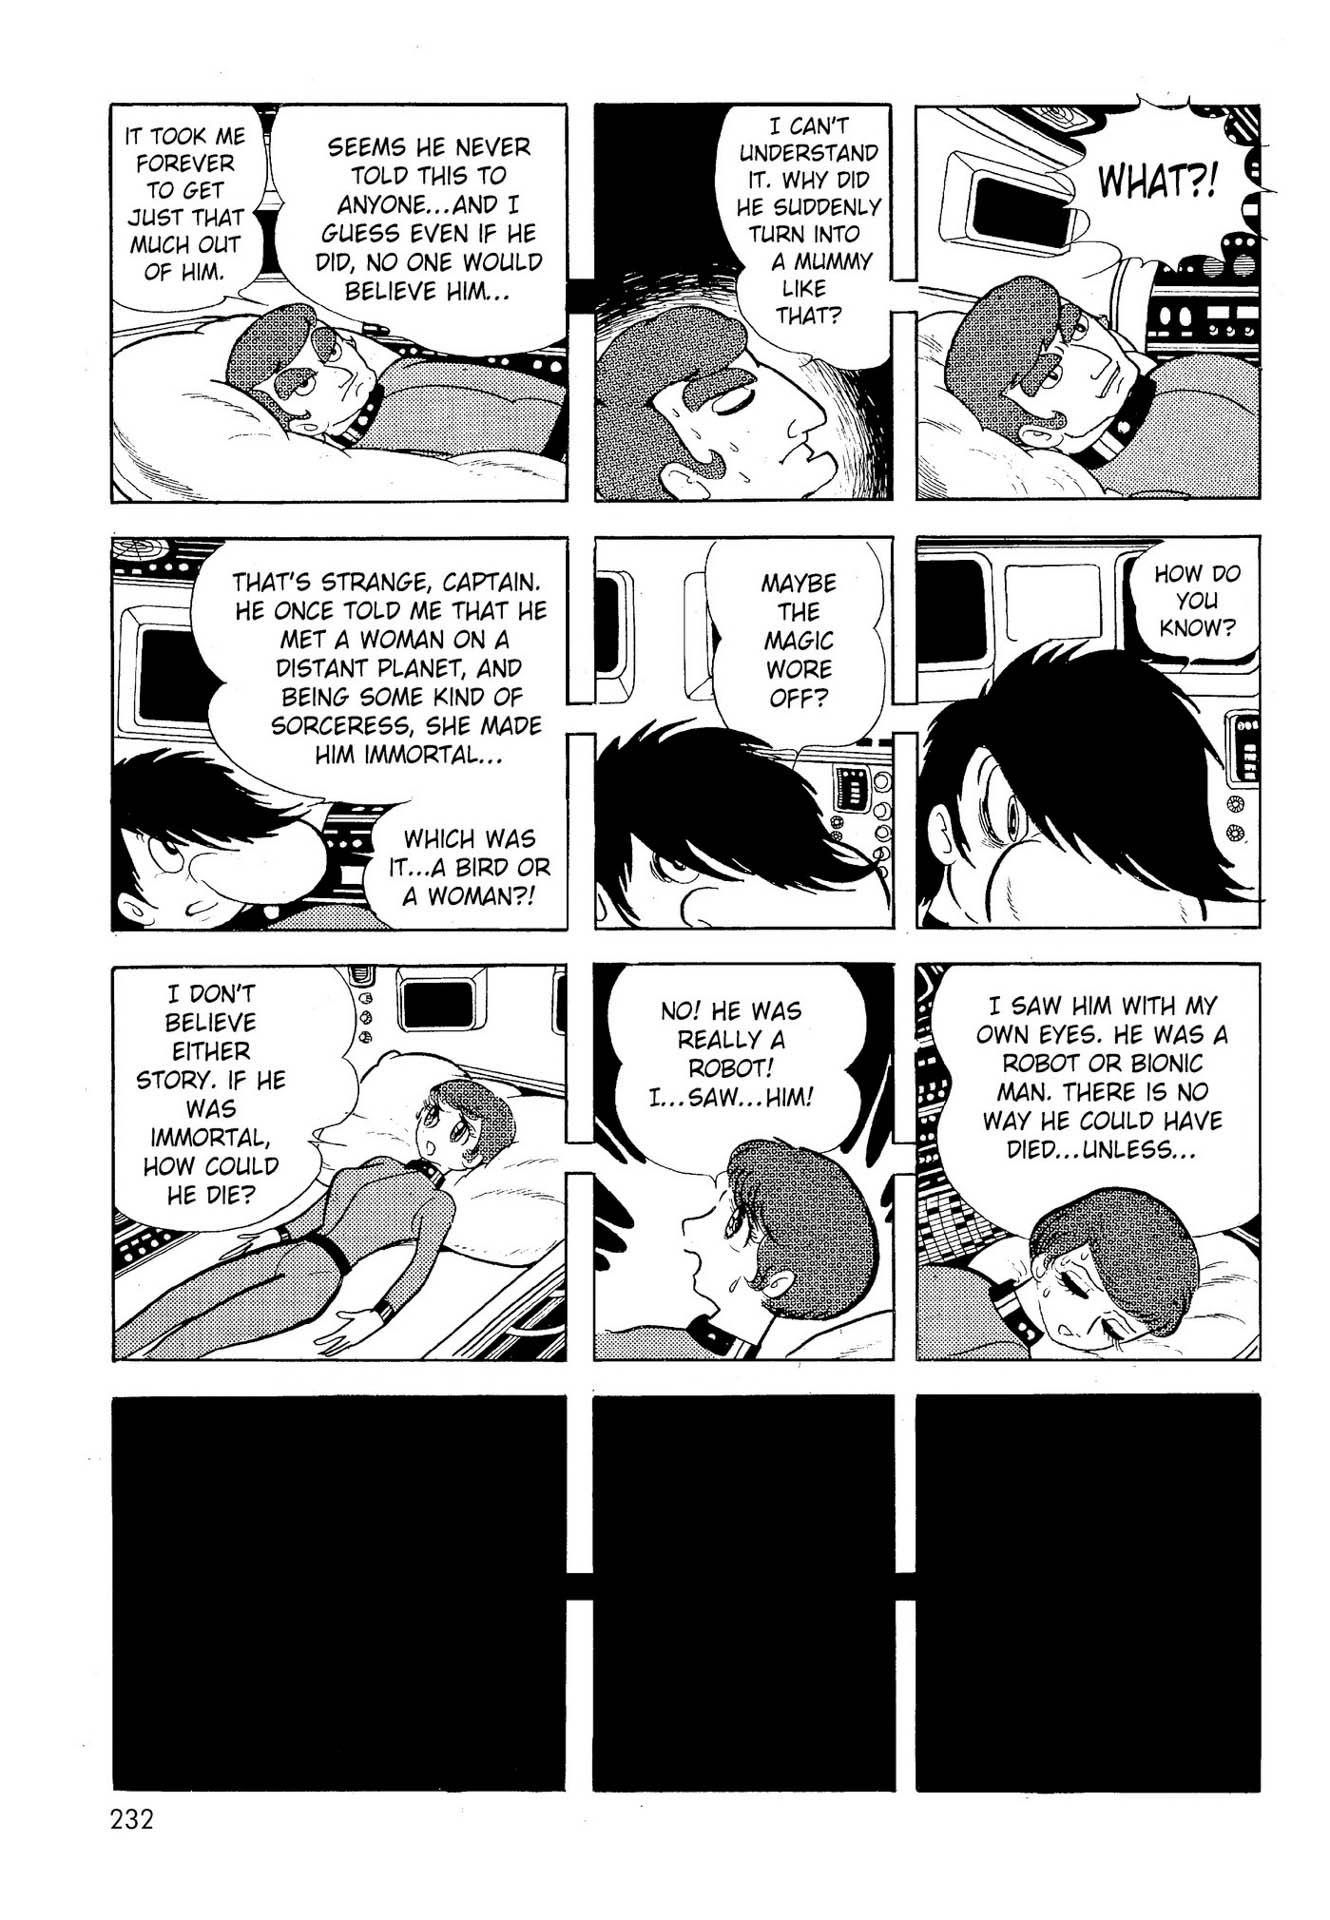 IT TOOK ME
FOREVER
TO GET
JUST THAT
MUCH OUT
OF HIM.
SEEMS HE NEVER
TOLD THIS TO
ANYONE...AND I
GUESS EVEN IF HE
DID, NO ONE WOULD
BELIEVE HIM...
I CAN'T
UNDERSTAND
IT. WHY DID
HE SUDDENLY
TURN INTO
A MUMMY
LIKE
THAT?
WHAT?!
THAT'S STRANGE, CAPTAIN.
HE ONCE TOLD ME THAT HE
MET A WOMAN ON A
DISTANT PLANET, AND
BEING SOME KIND OF
SORCERESS, SHE MADE
HIM IMMORTAL...
WHICH WAS
IT...A BIRD OR
A WOMAN?!
MAYBE
THE
MAGIC
WORE
OFF?
HOW DO
YOU
KNOW?
I DON'T
BELIEVE
EITHER
STORY. IF HE
WAS
IMMORTAL,
HOW COULD
HE DIE?
NO! HE WAS
REALLY A
ROBOT!
I...SAW...HIM!
I SAW HIM WITH MY
OWN EYES. HE WAS A
ROBOT OR BIONIC
MAN. THERE IS NO
WAY HE COULD HAVE
DIED...UNLESS...
232